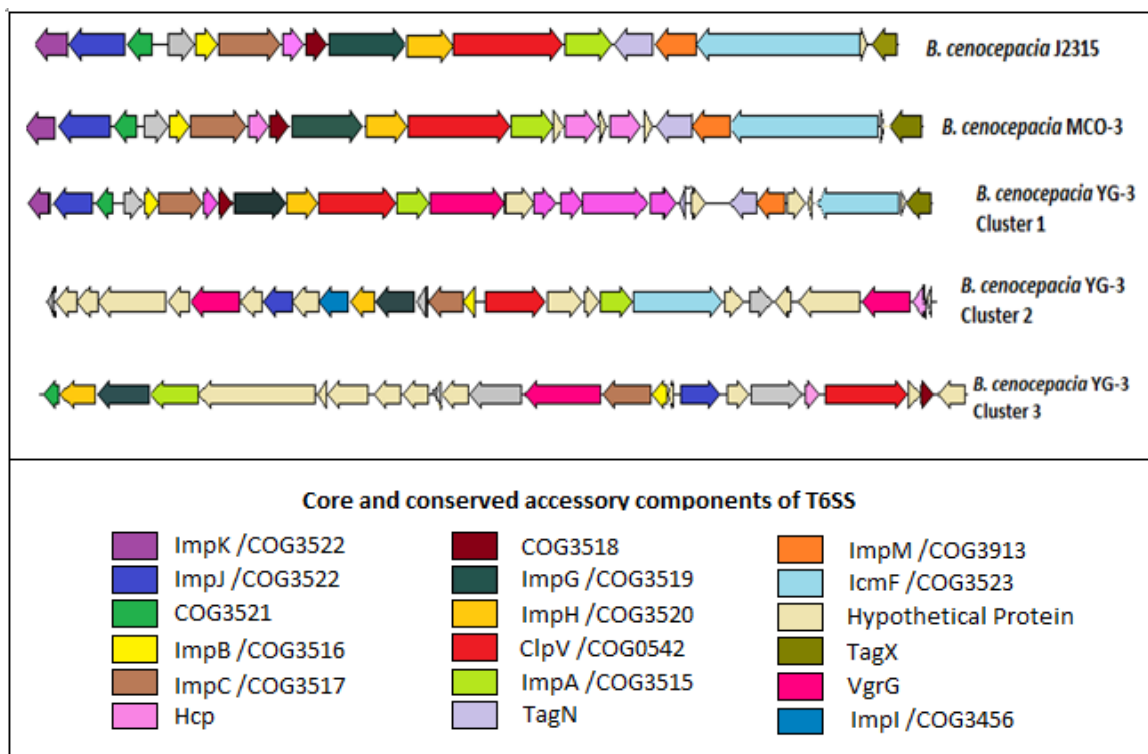 B. cenocepacia J2315
B. cenocepacia MCO-3
B. cenocepacia YG-3
Cluster 1
B. cenocepacia YG-3
Cluster 2
B. cenocepacia YG-3
Cluster 3
Core and conserved accessory components of T6SS
ImpK /COG3522
ImpJ /COG3522
COG3521
ImpB /COG3516
ImpC /COG3517
Hcp
COG3518
ImpG /COG3519
ImpH /COG3520
ClpV /COG0542
ImpA /COG3515
TagN
ImpM /COG3913
IcmF /COG3523
Hypothetical Protein
TagX
VgrG
ImpI /COG3456